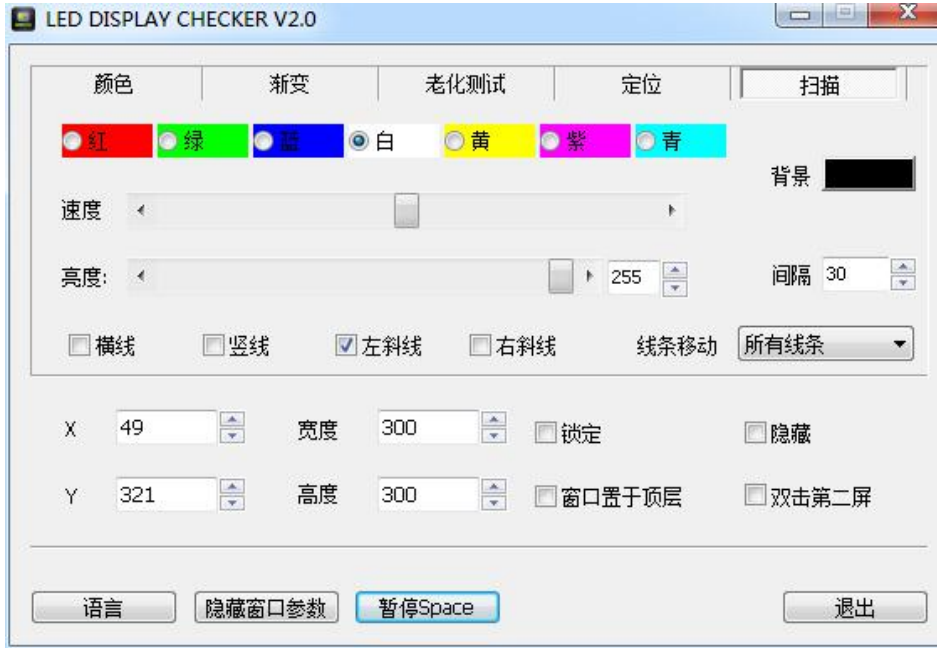 LED DISPLAY CHECKER V2.0
颜色 渐变 老化测试 定位 扫描
红 绿 蓝 白 黄 紫 青
背景
速度
亮度: 255 间隔 30
横线 竖线 左斜线 右斜线 线条移动 所有线条
X 49 宽度 300 锁定 隐藏
Y 321 高度 300 窗口置于顶层 双击第二屏
语言 隐藏窗口参数 暂停Space 退出